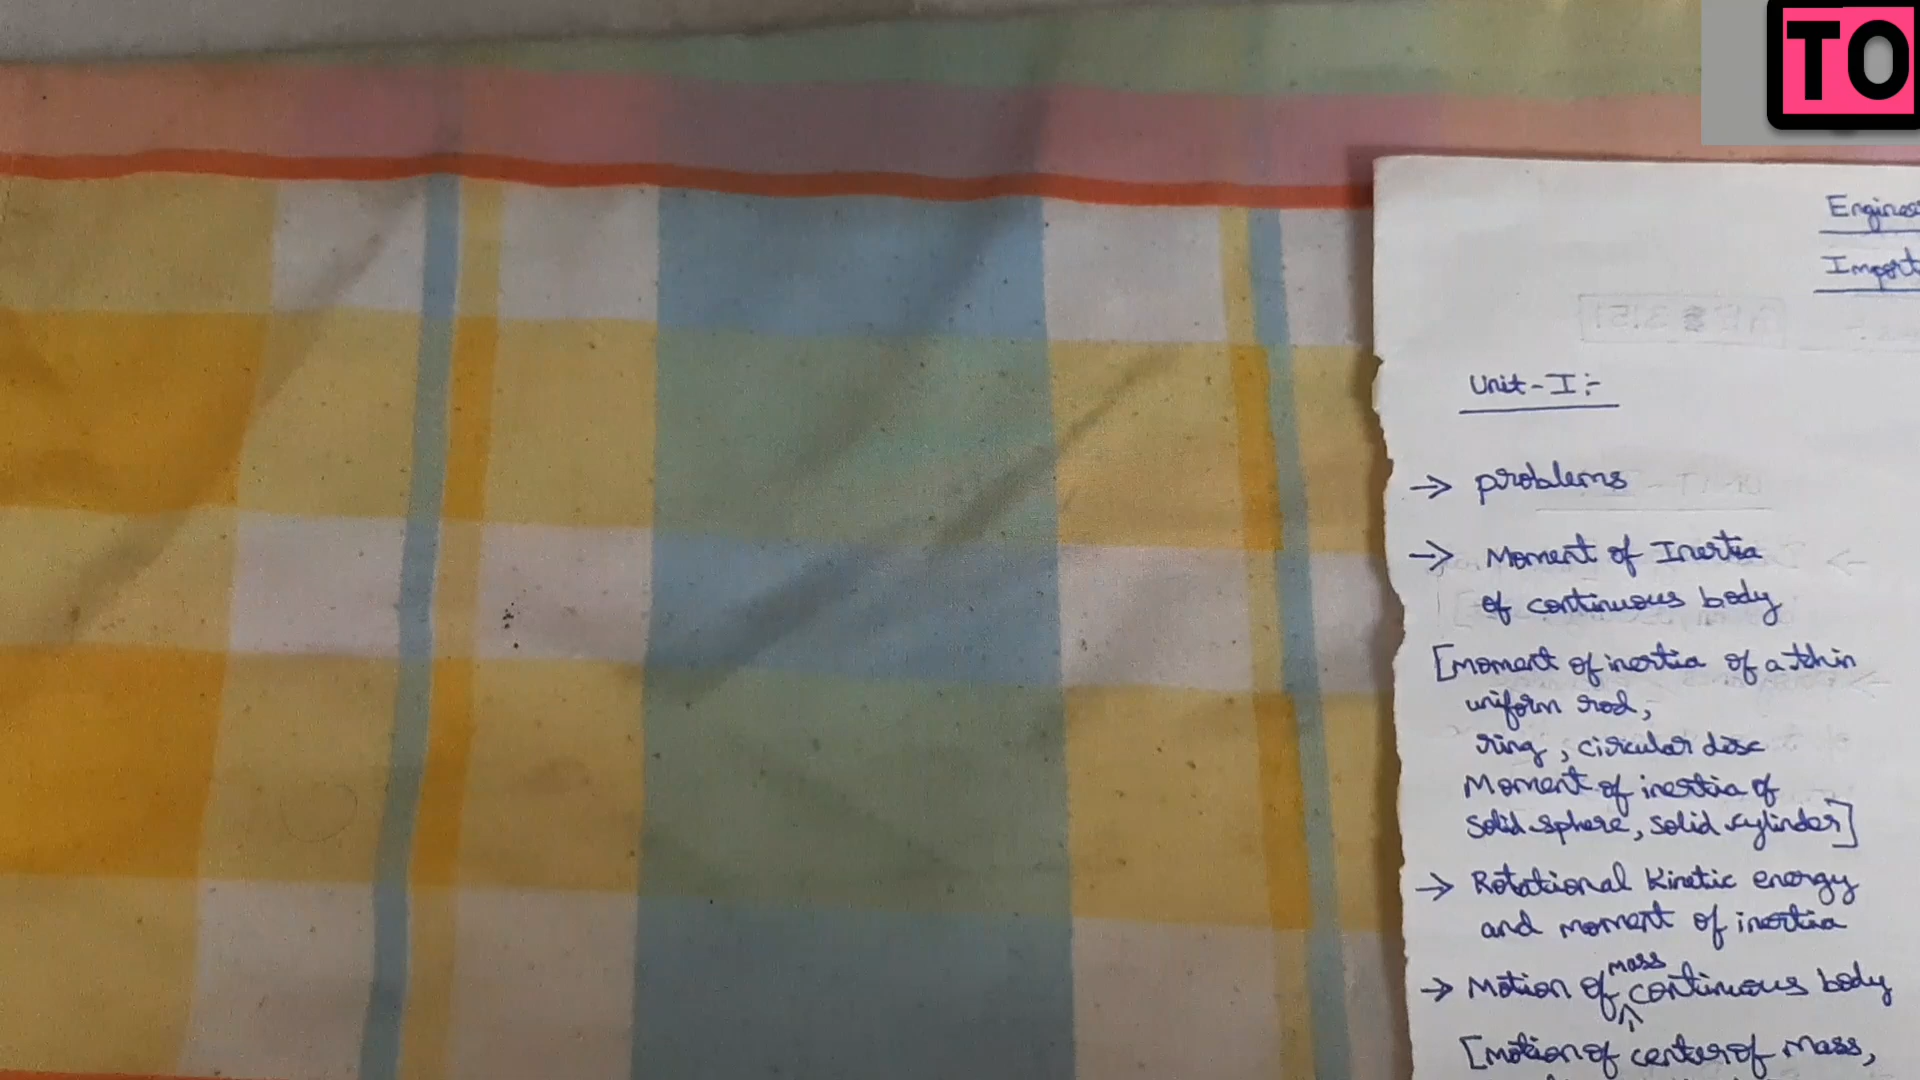 TO
Unit-I:-
→ problems
→ Moment of Inertia
of continuous body
[moment of inertia of a thin
uniform rod,
ring, circular disc
Moment of inertia of
solid sphere, solid cylinder]
→ Rotational Kinetic energy
and moment of inertia
mass
→ Motion of continuous body
[motion of center of mass,